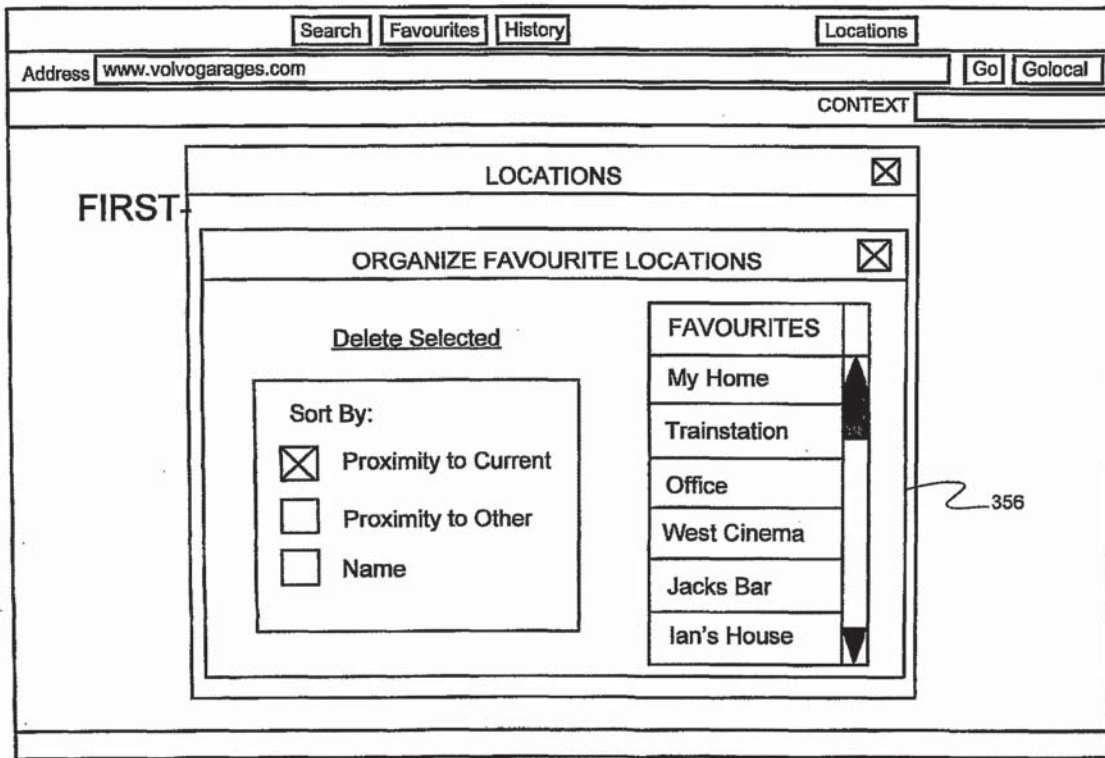 Search Favourites History Locations
Address www.volvogarages.com Go Golocal
CONTEXT
LOCATIONS
FIRST-
ORGANIZE FAVOURITE LOCATIONS
Delete Selected
Sort By:
Proximity to Current
Proximity to Other
Name
FAVOURITES
My Home
Trainstation
Office
West Cinema
Jacks Bar
Ian's House
356